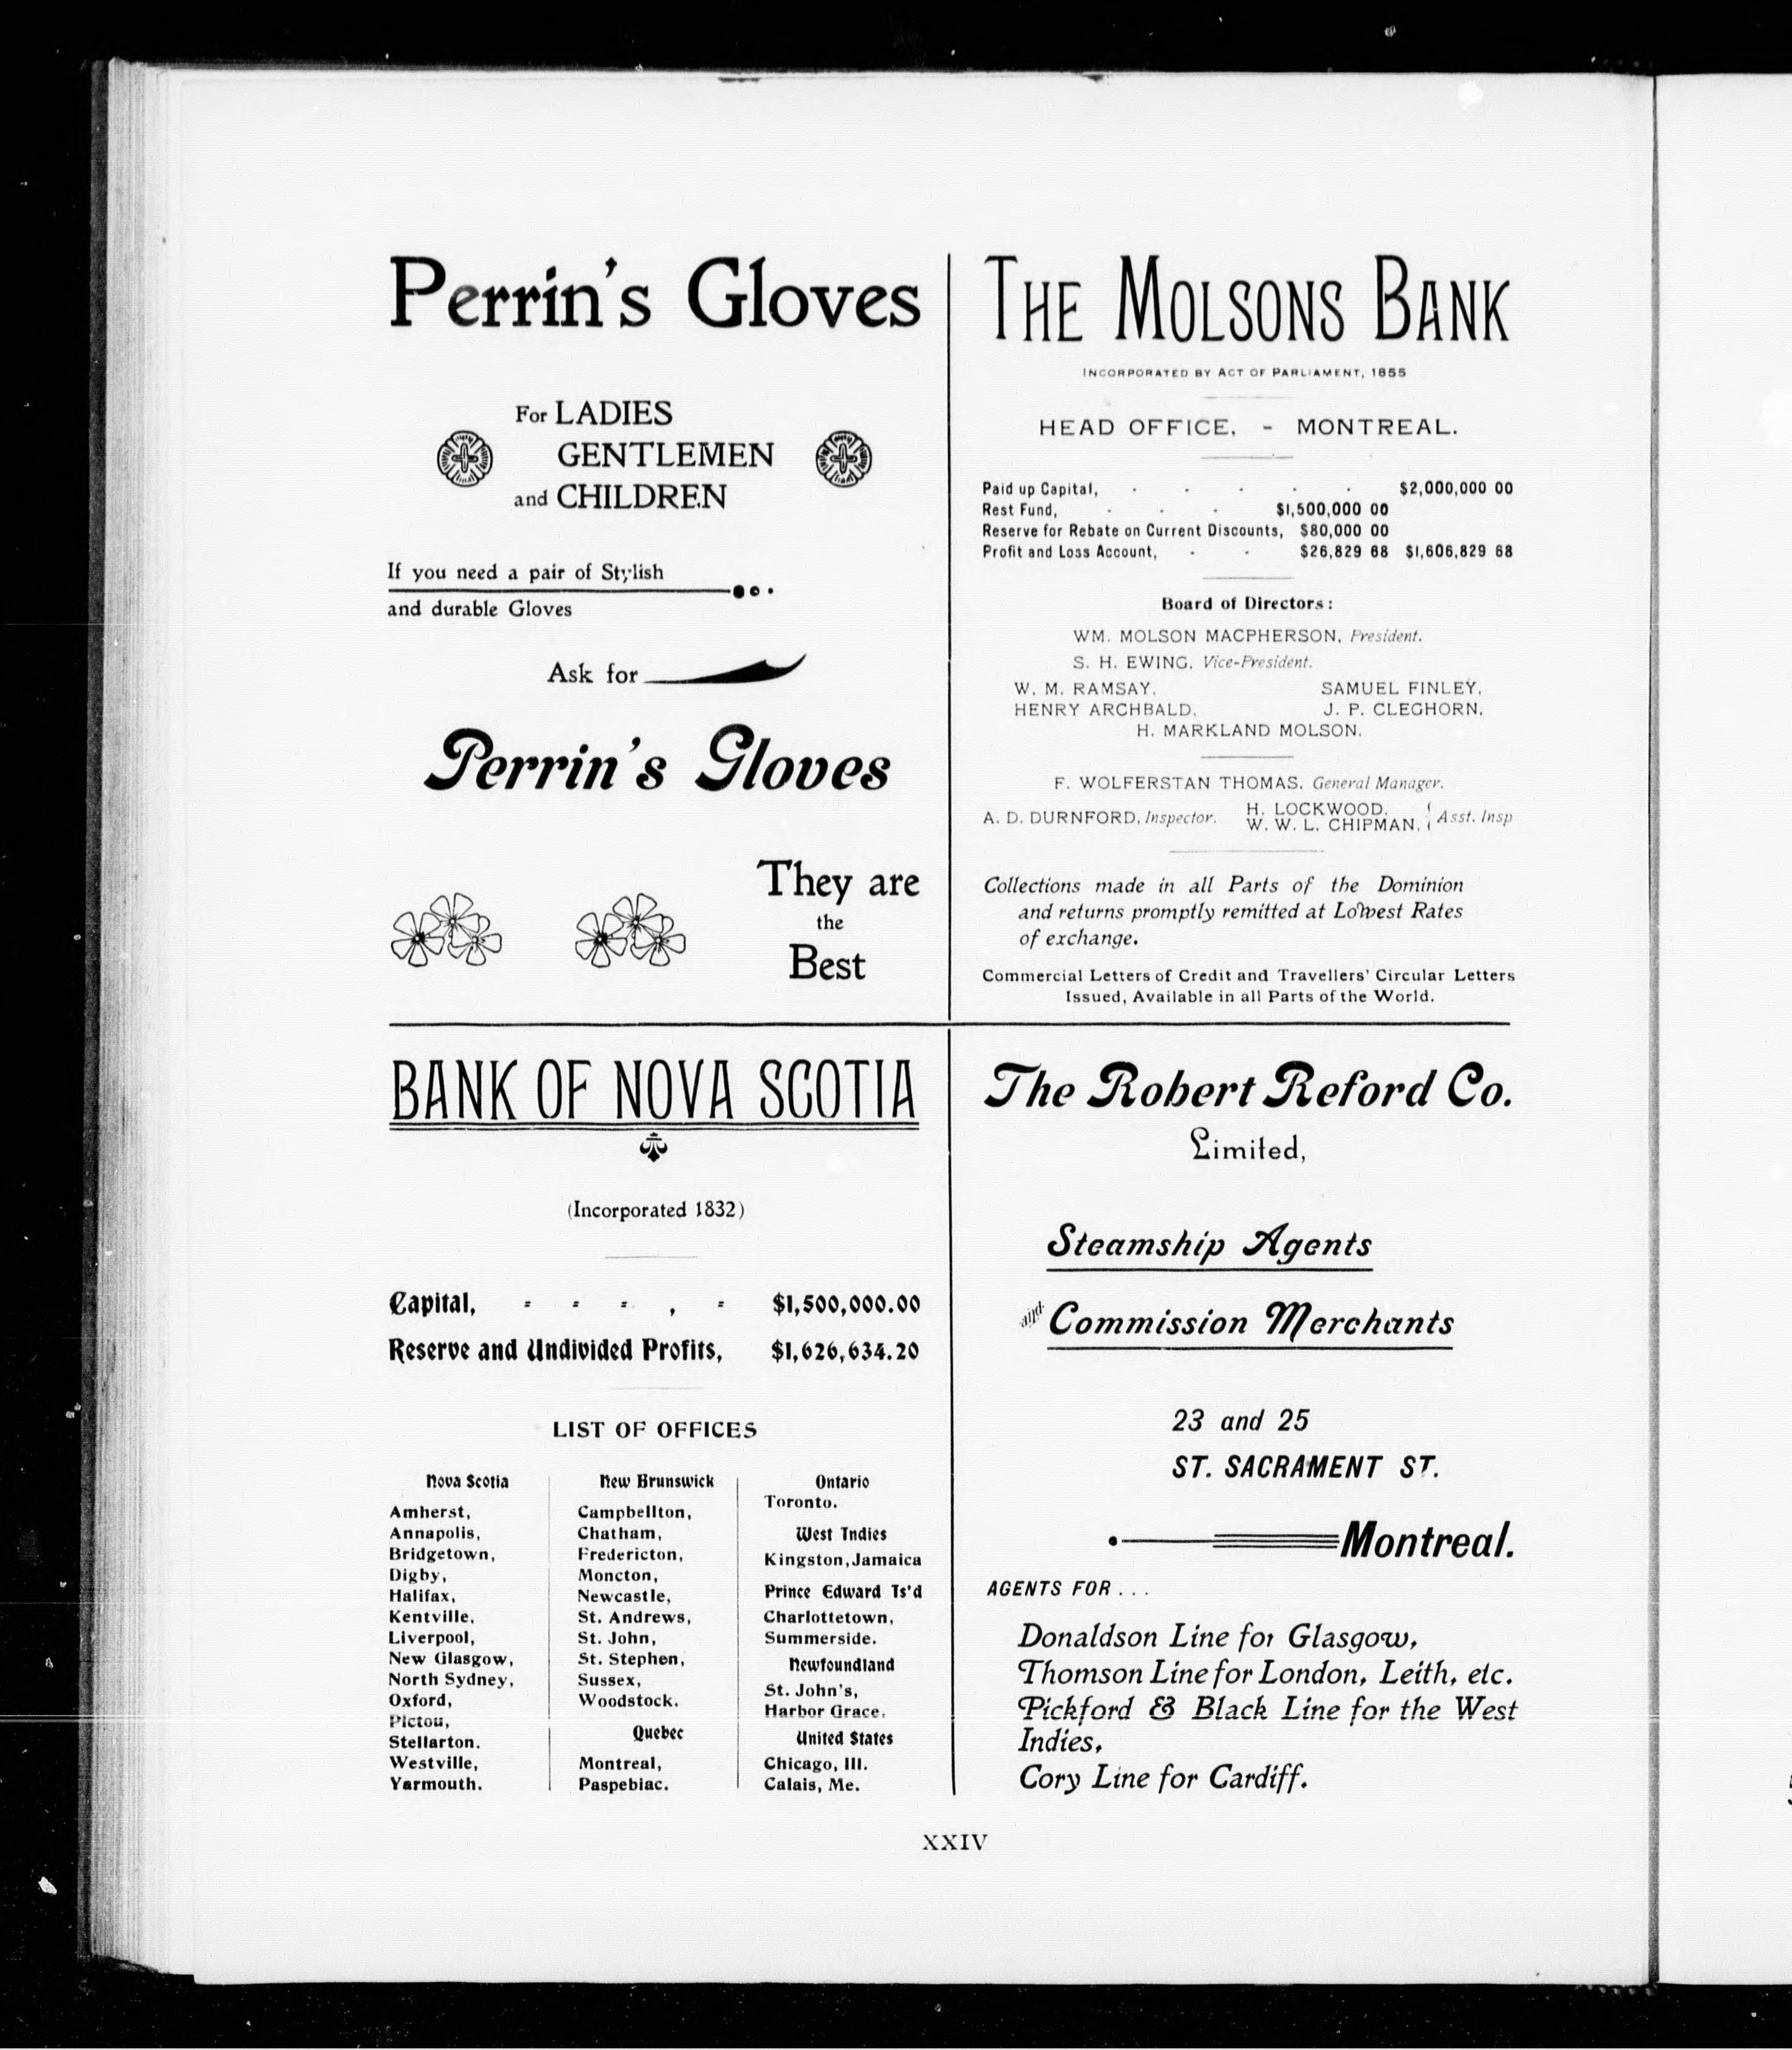 Perrin's Gloves
For LADIES
GENTLEMEN
and CHILDREN
If you need a pair of Stylish
and durable Gloves
Ask for
Perrin's Gloves
They are
the
Best
THE MOLSONS BANK
INCORPORATED BY ACT OF PARLIAMENT, 1855
HEAD OFFICE, - MONTREAL.
Paid up Capital, - - - - - $2,000,000 00
Rest Fund, - - - $1,500,000 00
Reserve for Rebate on Current Discounts, $80,000 00
Profit and Loss Account, - - $26,829 68 $1,606,829 68
Board of Directors:
WM. MOLSON MACPHERSON, President.
S. H. EWING, Vice-President.
W. M. RAMSAY, SAMUEL FINLEY,
HENRY ARCHBALD, J. P. CLEGHORN,
H. MARKLAND MOLSON.
F. WOLFERSTAN THOMAS, General Manager.
A. D. DURNFORD, Inspector. H. LOCKWOOD,
W. W. L. CHIPMAN, Asst. Insp
Collections made in all Parts of the Dominion
and returns promptly remitted at Lowest Rates
of exchange.
Commercial Letters of Credit and Travellers' Circular Letters
Issued, Available in all Parts of the World.
BANK OF NOVA SCOTIA
(Incorporated 1832)
Capital, - - - , - $1,500,000.00
Reserve and Undivided Profits, $1,626,634.20
LIST OF OFFICES
Nova Scotia
Amherst,
Annapolis,
Bridgetown,
Digby,
Halifax,
Kentville,
Liverpool,
New Glasgow,
North Sydney,
Oxford,
Pictou,
Stellarton.
Westville,
Yarmouth.
New Brunswick
Campbellton,
Chatham,
Fredericton,
Moncton,
Newcastle,
St. Andrews,
St. John,
St. Stephen,
Sussex,
Woodstock.
Quebec
Montreal,
Paspebiac.
Ontario
Toronto.
West Indies
Kingston, Jamaica
Prince Edward Is'd
Charlottetown,
Summerside.
Newfoundland
St. John's,
Harbor Grace.
United States
Chicago, Ill.
Calais, Me.
The Robert Reford Co.
Limited,
Steamship Agents
and Commission Merchants
23 and 25
ST. SACRAMENT ST.
Montreal.
AGENTS FOR . . .
Donaldson Line for Glasgow,
Thomson Line for London, Leith, etc.
Pickford & Black Line for the West
Indies,
Cory Line for Cardiff.
XXIV